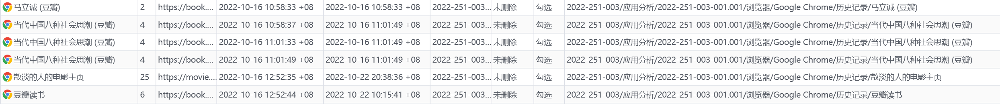 马立诚 (豆瓣) 2 https://book.... 2022-10-16 10:58:33 +08 2022-10-16 10:58:33 +08 2022-251-003... 未删除 勾选 2022-251-003/应用分析/2022-251-003-001.001/浏览器/Google Chrome/历史记录/马立诚 (豆瓣)
当代中国八种社会思潮 (豆瓣) 4 https://book.... 2022-10-16 10:58:37 +08 2022-10-16 11:01:49 +08 2022-251-003... 未删除 勾选 2022-251-003/应用分析/2022-251-003-001.001/浏览器/Google Chrome/历史记录/当代中国八种社会思潮 (豆瓣)
当代中国八种社会思潮 (豆瓣) 4 https://book.... 2022-10-16 11:01:33 +08 2022-10-16 11:01:49 +08 2022-251-003... 未删除 勾选 2022-251-003/应用分析/2022-251-003-001.001/浏览器/Google Chrome/历史记录/当代中国八种社会思潮 (豆瓣)
当代中国八种社会思潮 (豆瓣) 4 https://book.... 2022-10-16 11:01:49 +08 2022-10-16 11:01:49 +08 2022-251-003... 未删除 勾选 2022-251-003/应用分析/2022-251-003-001.001/浏览器/Google Chrome/历史记录/当代中国八种社会思潮 (豆瓣)
散淡的人的电影主页 25 https://movie.... 2022-10-16 12:52:35 +08 2022-10-22 20:38:36 +08 2022-251-003... 未删除 勾选 2022-251-003/应用分析/2022-251-003-001.001/浏览器/Google Chrome/历史记录/散淡的人的电影主页
豆瓣读书 6 https://book.... 2022-10-16 12:52:44 +08 2022-10-22 10:15:41 +08 2022-251-003... 未删除 勾选 2022-251-003/应用分析/2022-251-003-001.001/浏览器/Google Chrome/历史记录/豆瓣读书